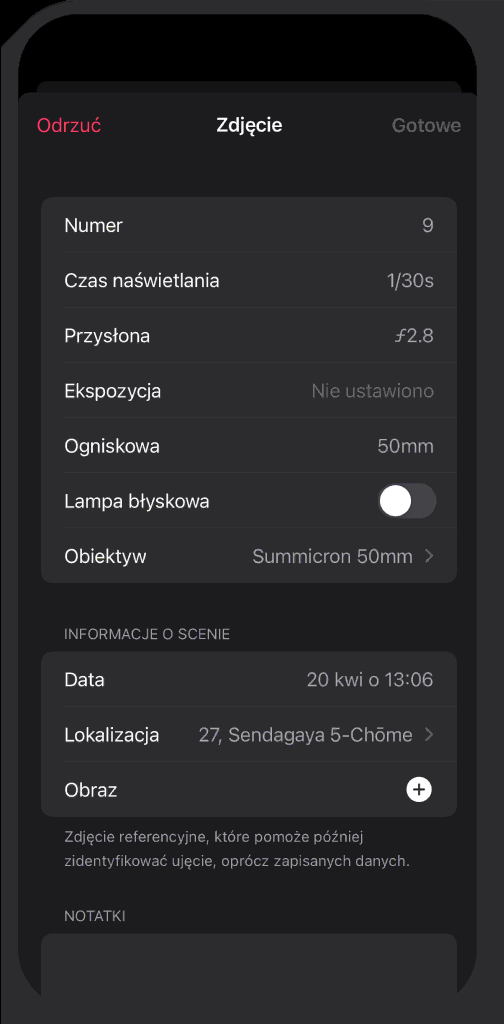 Odrzuć Zdjęcie Gotowe
Numer 9
Czas naświetlania 1/30s
Przysłona ƒ2.8
Ekspozycja Nie ustawiono
Ogniskowa 50mm
Lampa błyskowa
Obiektyw Summicron 50mm
INFORMACJE O SCENIE
Data 20 kwi o 13:06
Lokalizacja 27, Sendagaya 5-Chōme
Obraz
Zdjęcie referencyjne, które pomoże później
zidentyfikować ujęcie, oprócz zapisanych danych.
NOTATKI